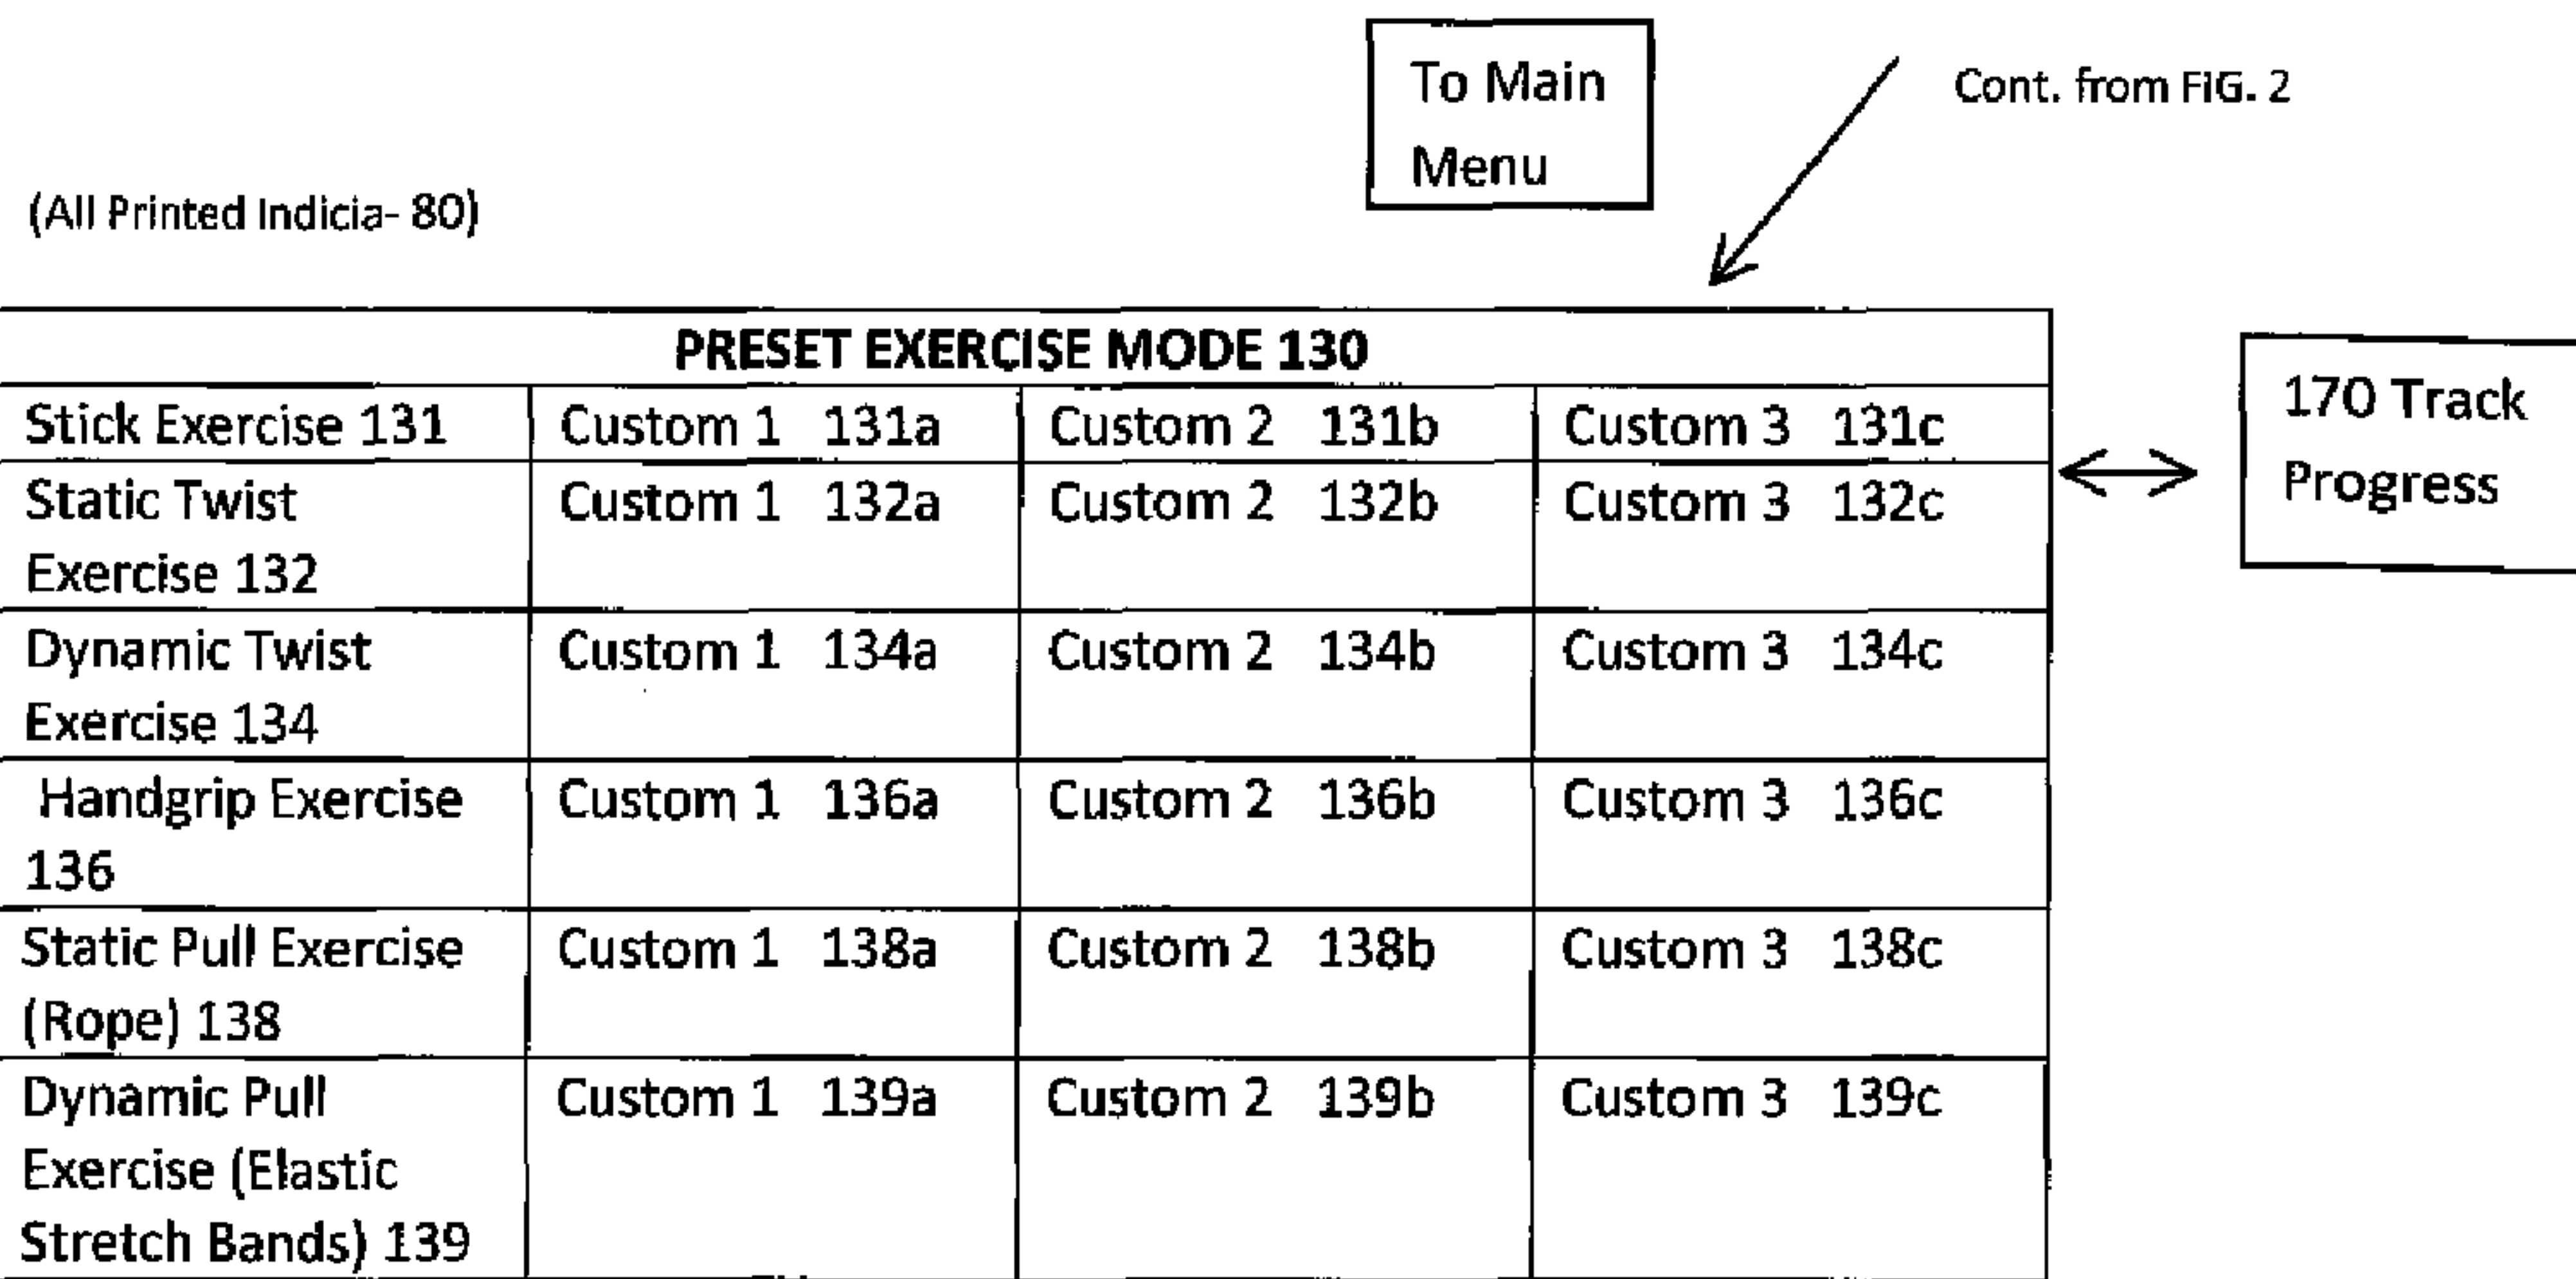 To Main
Menu
Cont. from FIG. 2
(All Printed Indicia- 80)
PRESET EXERCISE MODE 130
Stick Exercise 131 Custom 1 131a Custom 2 131b Custom 3 131c
170 Track
Progress
Static Twist Custom 1 132a Custom 2 132b Custom 3 132c
Exercise 132
Dynamic Twist Custom 1 134a Custom 2 134b Custom 3 134c
Exercise 134
Handgrip Exercise Custom 1 136a Custom 2 136b Custom 3 136c
136
Static Pull Exercise Custom 1 138a Custom 2 138b Custom 3 138c
(Rope) 138
Dynamic Pull Custom 1 139a Custom 2 139b Custom 3 139c
Exercise (Elastic
Stretch Bands) 139